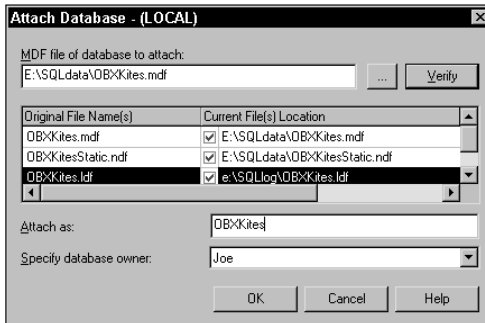 Attach Database - (LOCAL)
MDF file of database to attach:
E:\SQLdata\OBXKites.mdf
... Verify
Original File Name(s) Current File(s) Location
OBXKites.mdf E:\SQLdata\OBXKites.mdf
OBXKitesStatic.ndf E:\SQLdata\OBXKitesStatic.ndf
OBXKites.ldf e:\SQLlog\OBXKites.ldf
Attach as: OBXKites
Specify database owner: Joe
OK Cancel Help